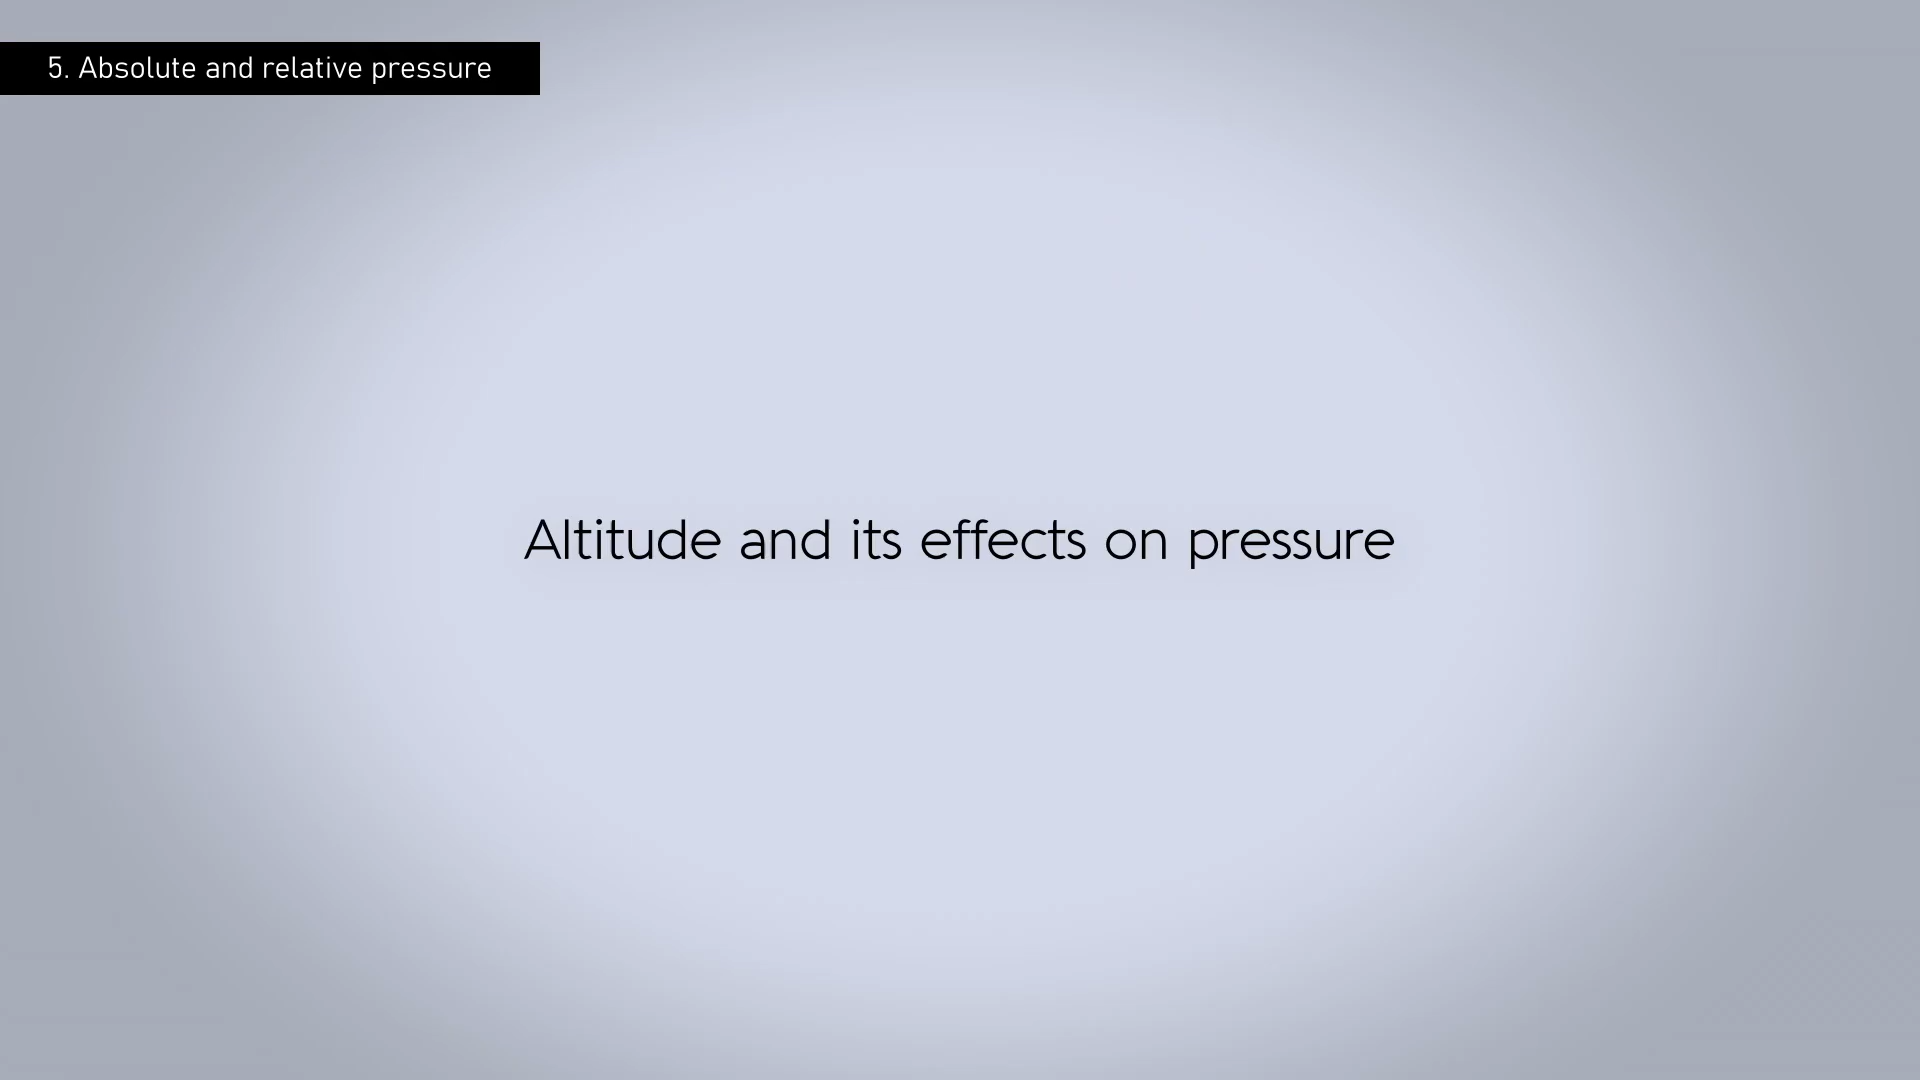 5. Absolute and relative pressure
Altitude and its effects on pressure